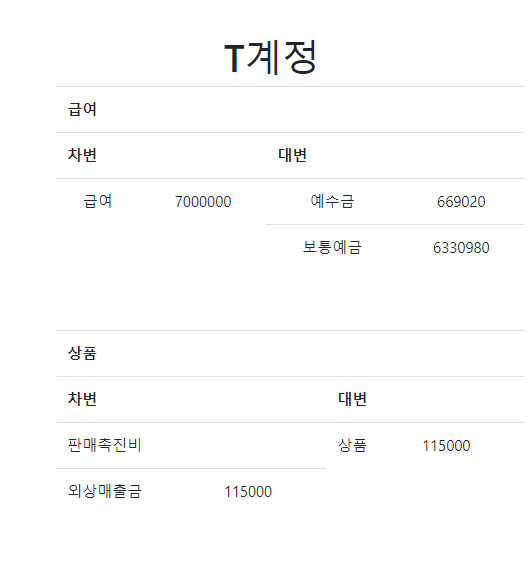 T계정
급여
차변 대변
급여 7000000 예수금 669020
보통예금 6330980
상품
차변 대변
판매촉진비 상품 115000
외상매출금 115000